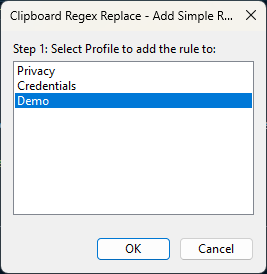 Clipboard Regex Replace - Add Simple R...
Step 1: Select Profile to add the rule to:
Privacy
Credentials
Demo
OK
Cancel